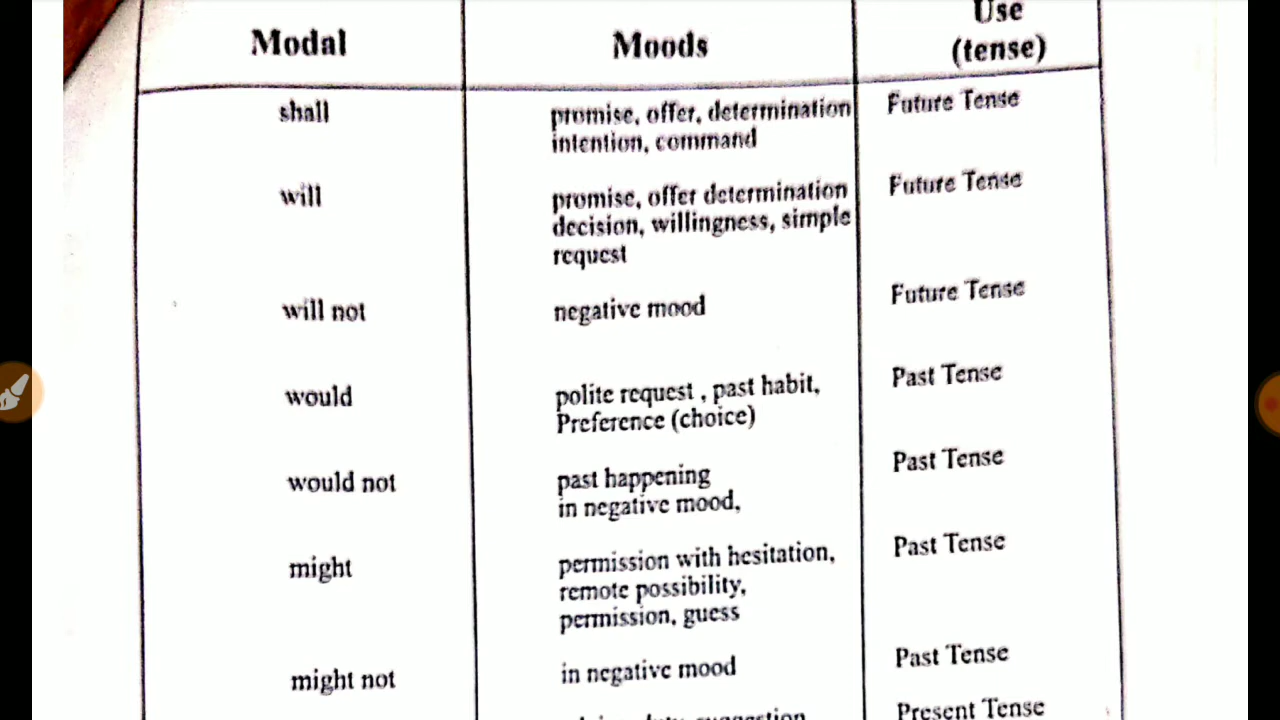 Modal Moods Use
(tense)
shall promise, offer, determination Future Tense
intention, command
will promise, offer determination Future Tense
decision, willingness, simple
request
will not negative mood Future Tense
would polite request , past habit, Past Tense
Preference (choice)
would not past happening Past Tense
in negative mood,
might permission with hesitation, Past Tense
remote possibility,
permission, guess
might not in negative mood Past Tense
suggestion Present Tense